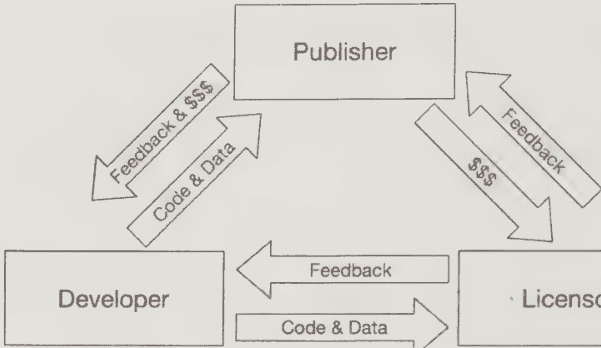 Publisher
Feedback & $$$
Code & Data
$$$
Feedback
Feedback
Developer
Code & Data
Licenso